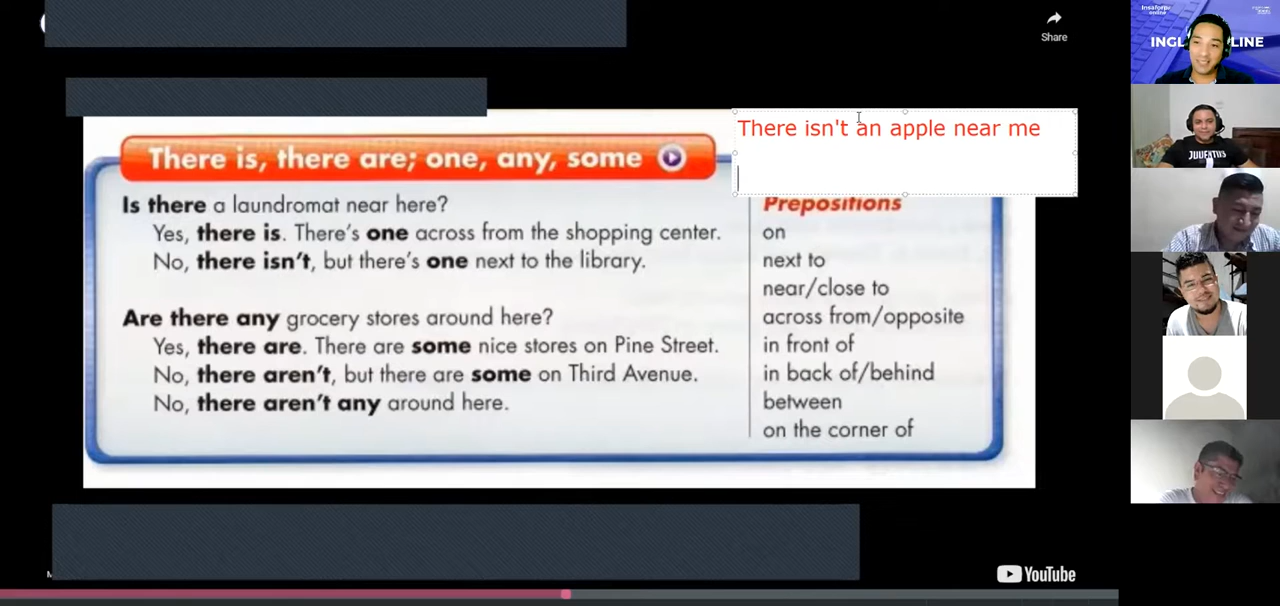 Share
There isn't an apple near me
There is, there are; one, any, some
Is there a laundromat near here?
Yes, there is. There's one across from the shopping center.
No, there isn't, but there's one next to the library.
Are there any grocery stores around here?
Yes, there are. There are some nice stores on Pine Street.
No, there aren't, but there are some on Third Avenue.
No, there aren't any around here.
Prepositions
on
next to
near/close to
across from/opposite
in front of
in back of/behind
between
on the corner of
YouTube
Insaforp
online
INGL LINE
JUVENTUS